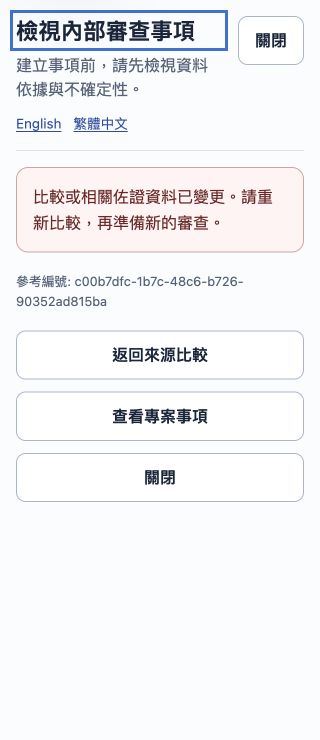 檢視內部審查事項
關閉
建立事項前，請先檢視資料
依據與不確定性。
English 繁體中文
比較或相關佐證資料已變更。請重
新比較，再準備新的審查。
參考編號: c00b7dfc-1b7c-48c6-b726-
90352ad815ba
返回來源比較
查看專案事項
關閉